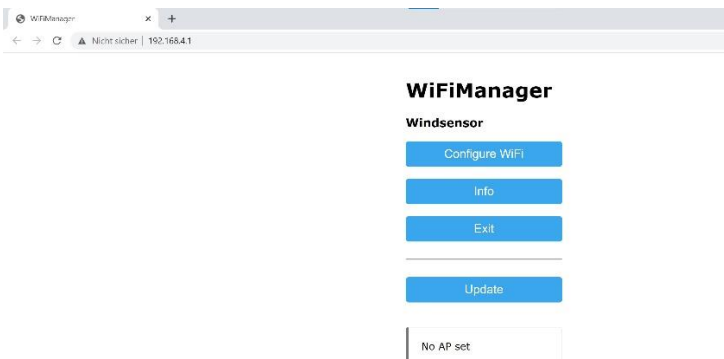 WiFiManager
Nicht sicher | 192.168.4.1
WiFiManager
Windsensor
Configure WiFi
Info
Exit
Update
No AP set